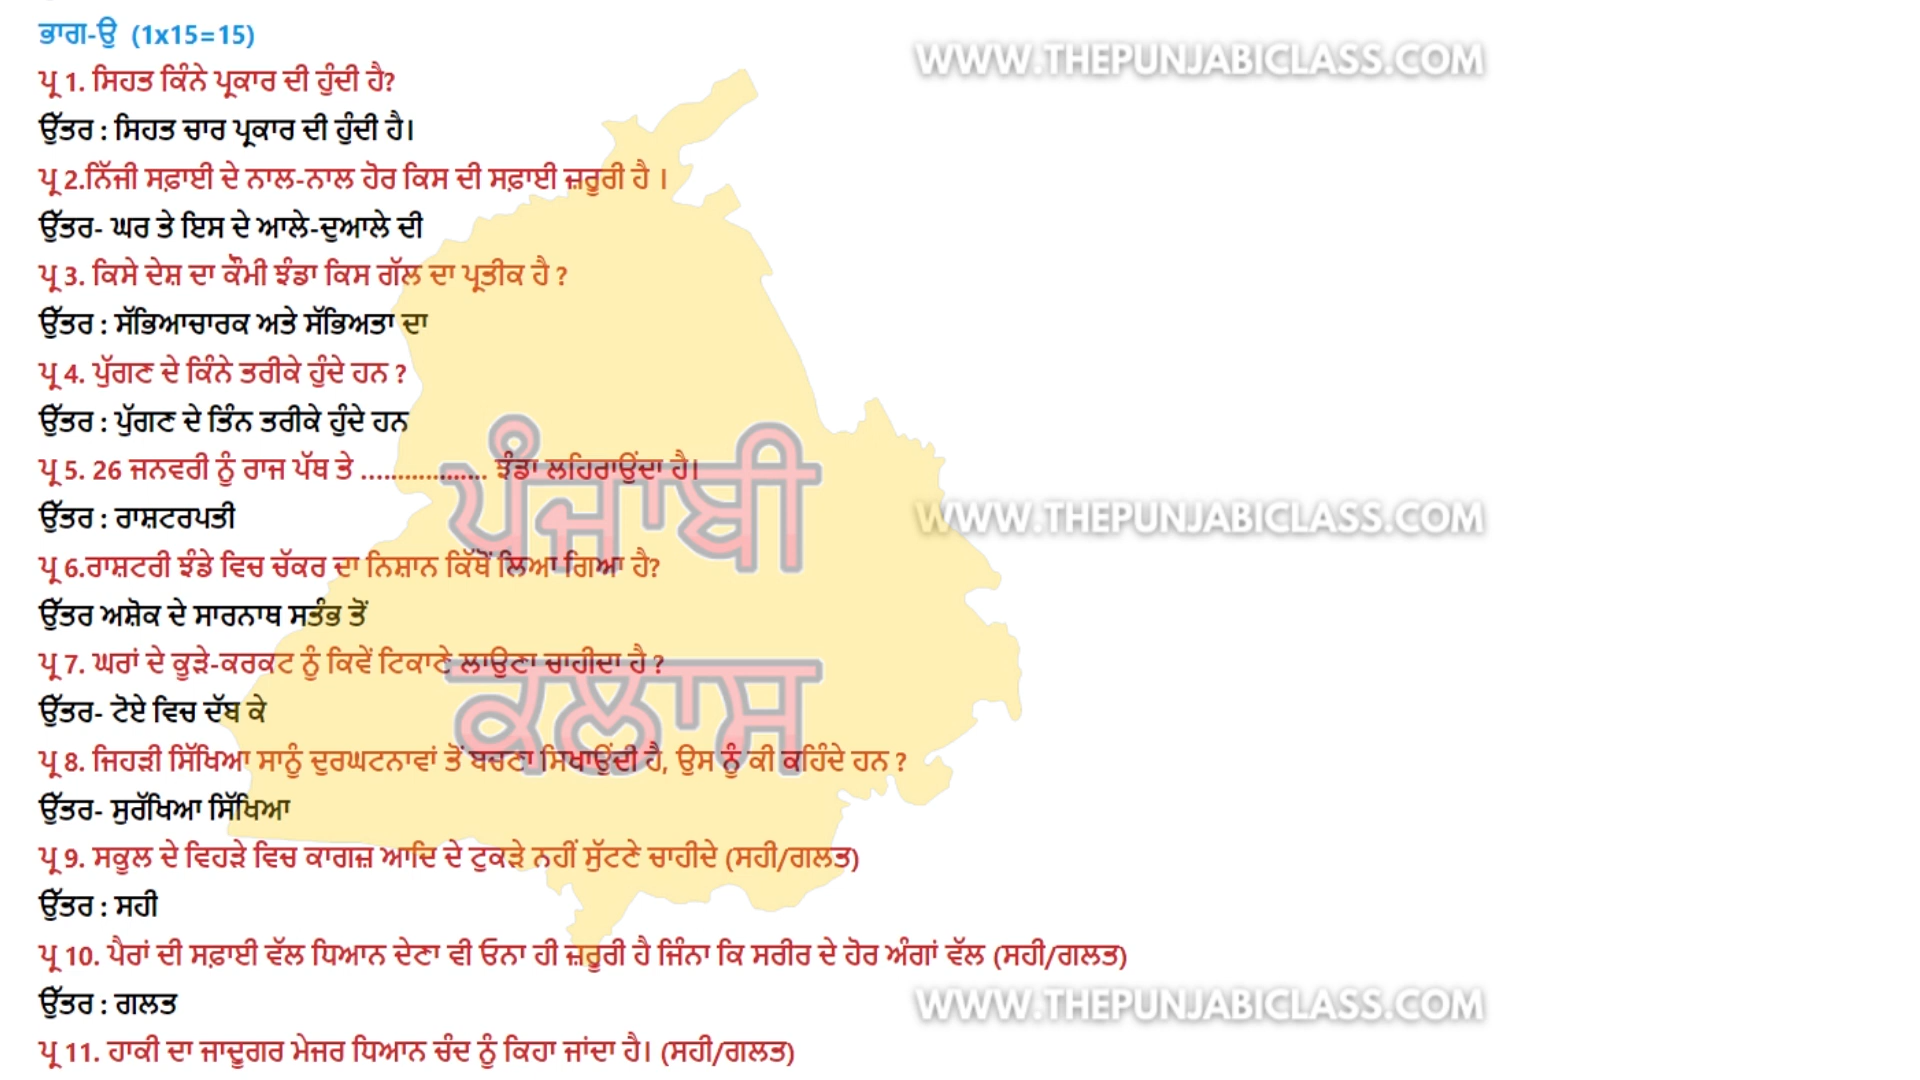 ਭਾਗ-ਉ (1x15=15)
WWW.THEPUNJABICLASS.COM
ਪ੍ਰ 1. ਸਿਹਤ ਕਿੰਨੇ ਪ੍ਰਕਾਰ ਦੀ ਹੁੰਦੀ ਹੈ?
ਉੱਤਰ : ਸਿਹਤ ਚਾਰ ਪ੍ਰਕਾਰ ਦੀ ਹੁੰਦੀ ਹੈ।
ਪ੍ਰ 2.ਨਿੱਜੀ ਸਫ਼ਾਈ ਦੇ ਨਾਲ-ਨਾਲ ਹੋਰ ਕਿਸ ਦੀ ਸਫ਼ਾਈ ਜ਼ਰੂਰੀ ਹੈ ।
ਉੱਤਰ- ਘਰ ਤੇ ਇਸ ਦੇ ਆਲੇ-ਦੁਆਲੇ ਦੀ
ਪ੍ਰ 3. ਕਿਸੇ ਦੇਸ਼ ਦਾ ਕੌਮੀ ਝੰਡਾ ਕਿਸ ਗੱਲ ਦਾ ਪ੍ਰਤੀਕ ਹੈ ?
ਉੱਤਰ : ਸੱਭਿਆਚਾਰਕ ਅਤੇ ਸੱਭਿਅਤਾ ਦਾ
ਪ੍ਰ 4. ਪੁੱਗਣ ਦੇ ਕਿੰਨੇ ਤਰੀਕੇ ਹੁੰਦੇ ਹਨ ?
ਉੱਤਰ : ਪੁੱਗਣ ਦੇ ਤਿੰਨ ਤਰੀਕੇ ਹੁੰਦੇ ਹਨ
ਪ੍ਰ 5. 26 ਜਨਵਰੀ ਨੂੰ ਰਾਜ ਪੱਥ ਤੇ ................. ਝੰਡਾ ਲਹਿਰਾਉਂਦਾ ਹੈ।
ਪੰਜਾਬੀ
WWW.THEPUNJABICLASS.COM
ਉੱਤਰ : ਰਾਸ਼ਟਰਪਤੀ
ਪ੍ਰ 6.ਰਾਸ਼ਟਰੀ ਝੰਡੇ ਵਿਚ ਚੱਕਰ ਦਾ ਨਿਸ਼ਾਨ ਕਿੱਥੋਂ ਲਿਆ ਗਿਆ ਹੈ?
ਉੱਤਰ ਅਸ਼ੋਕ ਦੇ ਸਾਰਨਾਥ ਸਤੰਭ ਤੋਂ
ਪ੍ਰ 7. ਘਰਾਂ ਦੇ ਕੂੜੇ-ਕਰਕਟ ਨੂੰ ਕਿਵੇਂ ਟਿਕਾਣੇ ਲਾਉਣਾ ਚਾਹੀਦਾ ਹੈ ?
ਕਲਾਸ
ਉੱਤਰ- ਟੋਏ ਵਿਚ ਦੱਬ ਕੇ
ਪ੍ਰ 8. ਜਿਹੜੀ ਸਿੱਖਿਆ ਸਾਨੂੰ ਦੁਰਘਟਨਾਵਾਂ ਤੋਂ ਬਚਣਾ ਸਿਖਾਉਂਦੀ ਹੈ, ਉਸ ਨੂੰ ਕੀ ਕਹਿੰਦੇ ਹਨ ?
ਉੱਤਰ- ਸੁਰੱਖਿਆ ਸਿੱਖਿਆ
ਪ੍ਰ 9. ਸਕੂਲ ਦੇ ਵਿਹੜੇ ਵਿਚ ਕਾਗਜ਼ ਆਦਿ ਦੇ ਟੁਕੜੇ ਨਹੀਂ ਸੁੱਟਣੇ ਚਾਹੀਦੇ (ਸਹੀ/ਗਲਤ)
ਉੱਤਰ : ਸਹੀ
ਪ੍ਰ 10. ਪੈਰਾਂ ਦੀ ਸਫ਼ਾਈ ਵੱਲ ਧਿਆਨ ਦੇਣਾ ਵੀ ਓਨਾ ਹੀ ਜ਼ਰੂਰੀ ਹੈ ਜਿੰਨਾ ਕਿ ਸਰੀਰ ਦੇ ਹੋਰ ਅੰਗਾਂ ਵੱਲ (ਸਹੀ/ਗਲਤ)
ਉੱਤਰ : ਗਲਤ
WWW.THEPUNJABICLASS.COM
ਪ੍ਰ 11. ਹਾਕੀ ਦਾ ਜਾਦੂਗਰ ਮੇਜਰ ਧਿਆਨ ਚੰਦ ਨੂੰ ਕਿਹਾ ਜਾਂਦਾ ਹੈ। (ਸਹੀ/ਗਲਤ)